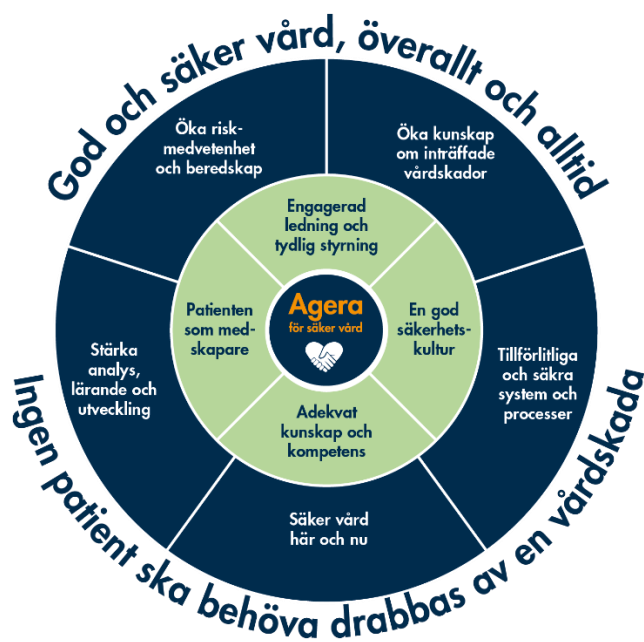 God och säker vård, överallt och alltid
Öka risk-
medvetenhet
och beredskap
Öka kunskap
om inträffade
vårdskador
Engagerad
ledning och
tydlig styrning
Patienten
som med-
skapare
Agera
för säker vård
En god
säkerhets-
kultur
Stärka
analys,
lärande och
utveckling
Tillförlitliga
och säkra
system och
processer
Adekvat
kunskap och
kompetens
Säker vård
här och nu
Ingen patient ska behöva drabbas av en vårdskada